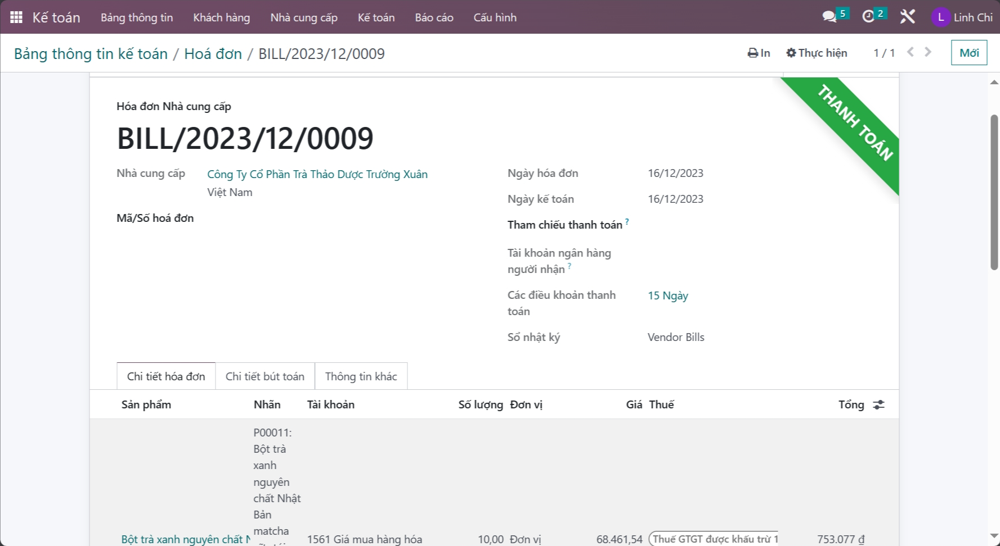 Kế toán Bảng thông tin Khách hàng Nhà cung cấp Kế toán Báo cáo Cấu hình 5 2 L Linh Chi
Bảng thông tin kế toán / Hoá đơn / BILL/2023/12/0009 In Thực hiện 1 / 1 Mới
THANH TOÁN
Hóa đơn Nhà cung cấp
BILL/2023/12/0009
Nhà cung cấp Công Ty Cổ Phần Trà Thảo Dược Trường Xuân
Việt Nam
Mã/Số hoá đơn
Ngày hóa đơn 16/12/2023
Ngày kế toán 16/12/2023
Tham chiếu thanh toán ?
Tài khoản ngân hàng
người nhận ?
Các điều khoản thanh
toán
15 Ngày
Sổ nhật ký Vendor Bills
Chi tiết hóa đơn Chi tiết bút toán Thông tin khác
Sản phẩm Nhãn Tài khoản Số lượng Đơn vị Giá Thuế Tổng
P00011:
Bột trà
xanh
nguyên
chất Nhật
Bản
matcha
Bột trà xanh nguyên chất N 1561 Giá mua hàng hóa 10,00 Đơn vị 68.461,54 Thuế GTGT được khấu trừ 1 753.077 ₫